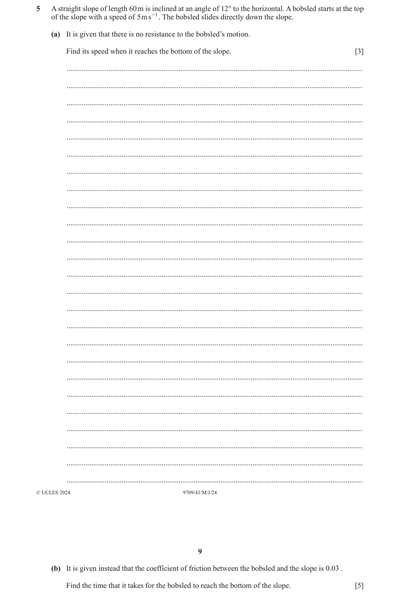 5 A straight slope of length 60 m is inclined at an angle of 12° to the horizontal. A bobsled starts at the top
of the slope with a speed of 5 m s⁻¹. The bobsled slides directly down the slope.
(a) It is given that there is no resistance to the bobsled's motion.
Find its speed when it reaches the bottom of the slope. [3]
© UCLES 2024 9709/41/M/J/24
9
(b) It is given instead that the coefficient of friction between the bobsled and the slope is 0.03 .
Find the time that it takes for the bobsled to reach the bottom of the slope. [5]